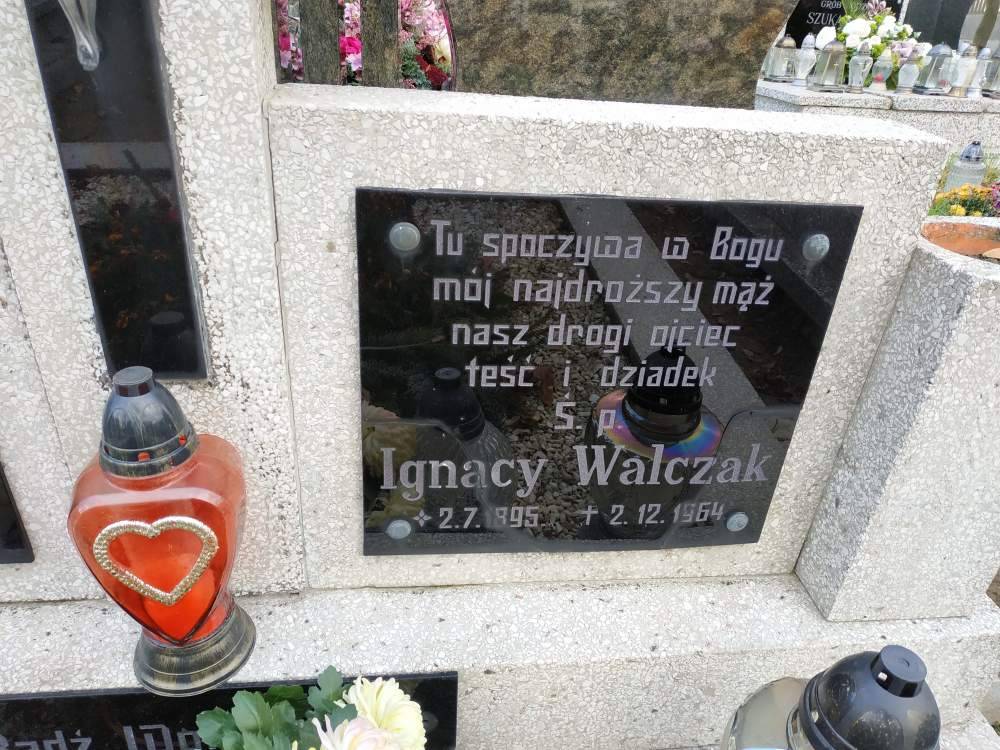 GRÓB
Tu spoczywa w Bogu
mój najdroższy mąż
nasz drogi ojciec
teść i dziadek
Ś. p.
Ignacy Walczak
2.7.1895 † 2.12.1964